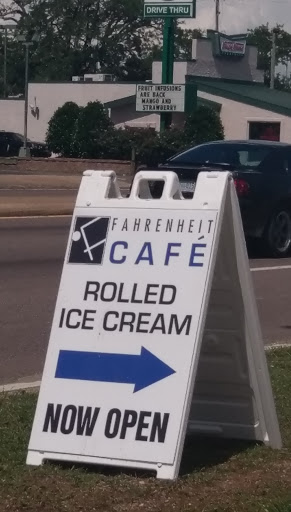 DRIVE THRU
FRUIT INFUSIONS
ARE BACK
MANGO AND
STRAWBERRY
FAHRENHEIT
CAFÉ
ROLLED
ICE CREAM
NOW OPEN